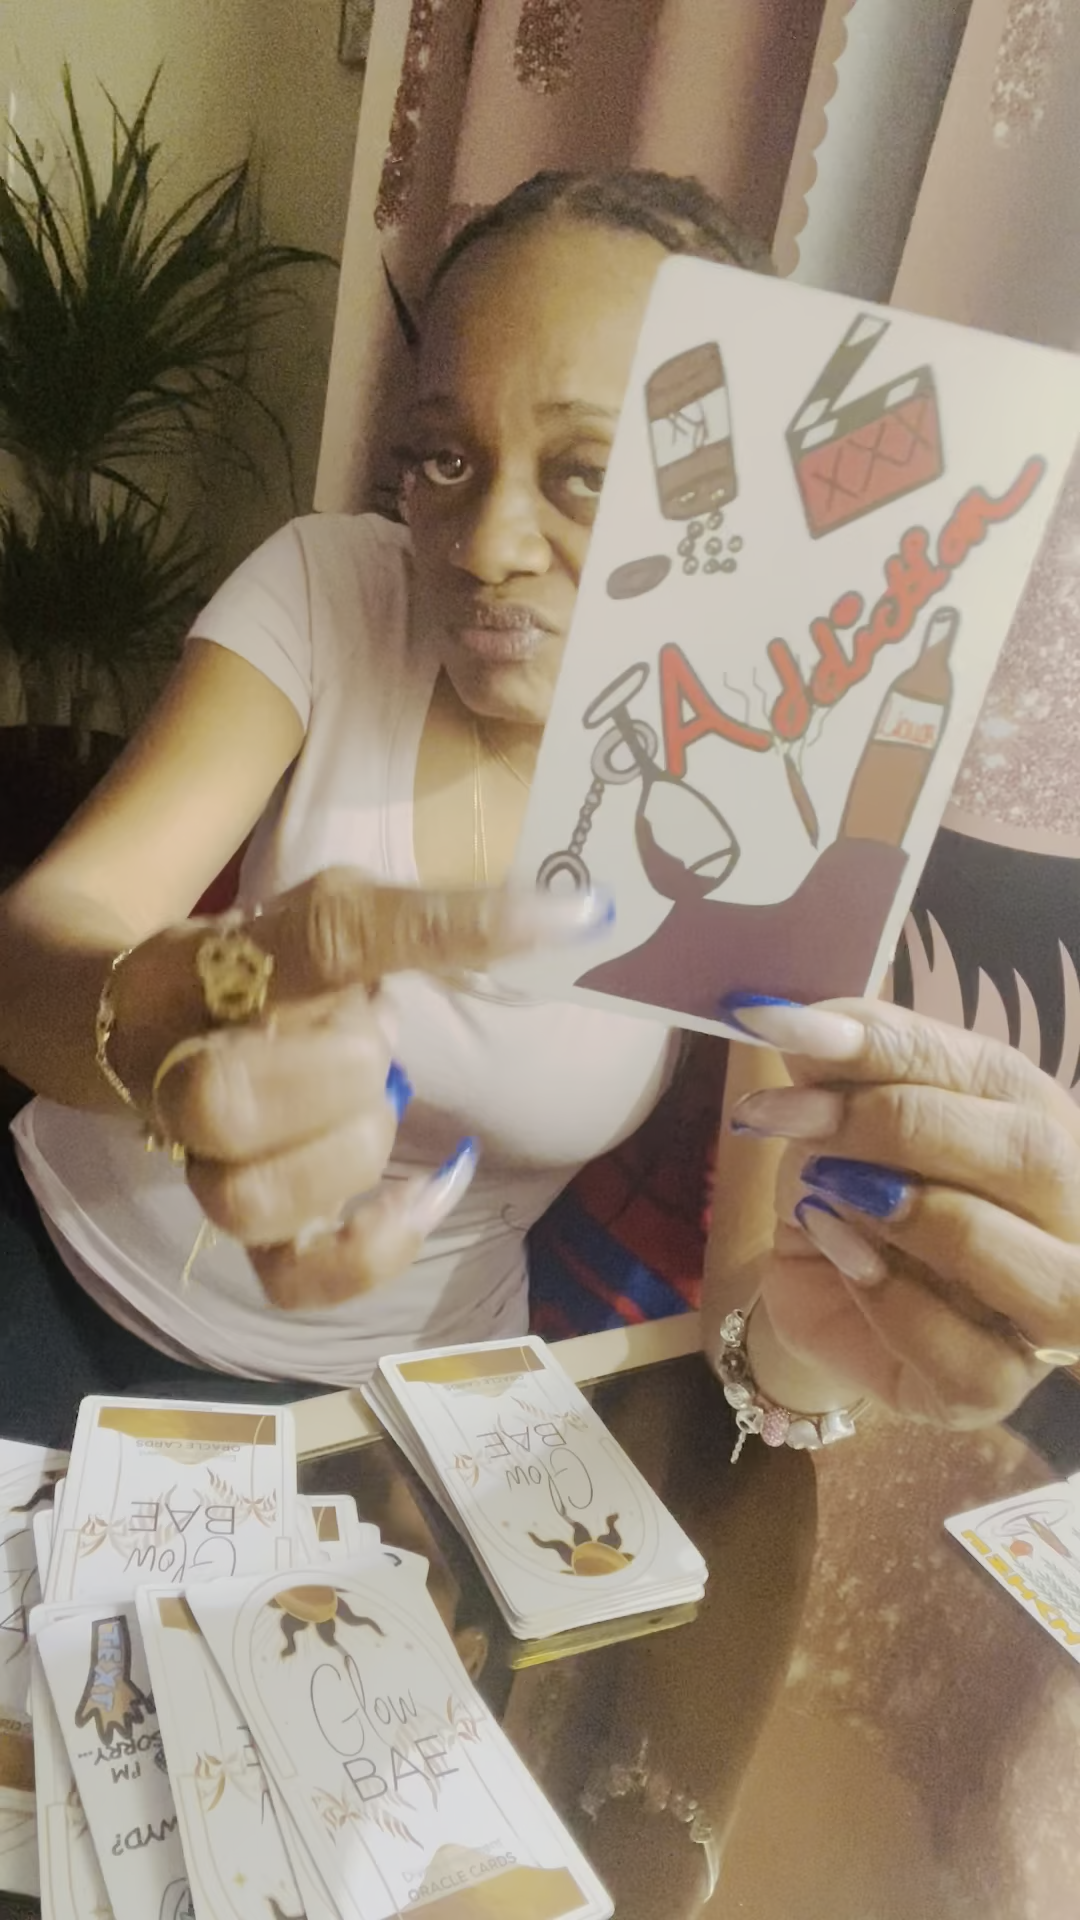 XXX
Addiction
ORACLE CARDS
Glow
BAE
ORACLE CARDS
Glow
BAE
TEXT
I'M
SORRY...
WYD?
Glow
BAE
ORACLE CARDS